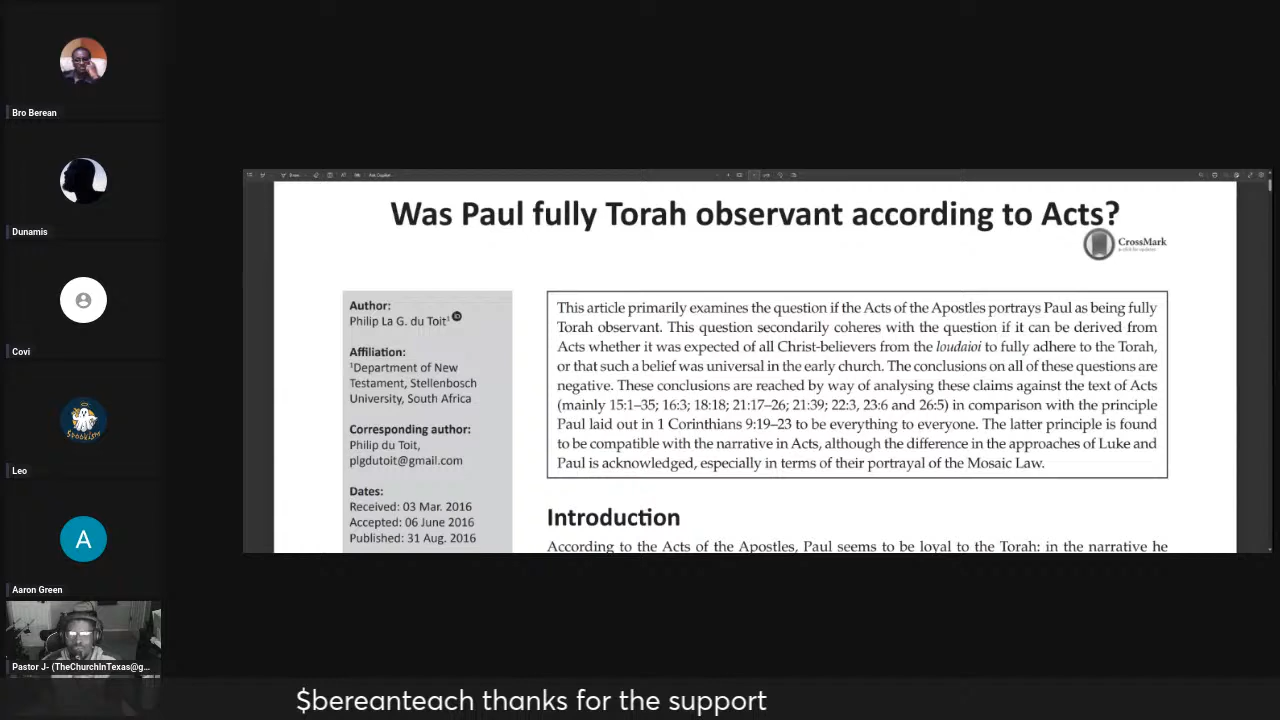 Bro Berean
Dunamis
Covi
Leo
A
Aaron Green
Pastor J- (TheChurchInTexas@g...
Was Paul fully Torah observant according to Acts?
CrossMark
Author:
Philip La G. du Toit¹
Affiliation:
¹Department of New
Testament, Stellenbosch
University, South Africa
Corresponding author:
Philip du Toit,
plgdutoit@gmail.com
Dates:
Received: 03 Mar. 2016
Accepted: 06 June 2016
Published: 31 Aug. 2016
This article primarily examines the question if the Acts of the Apostles portrays Paul as being fully
Torah observant. This question secondarily coheres with the question if it can be derived from
Acts whether it was expected of all Christ-believers from the Ioudaioi to fully adhere to the Torah,
or that such a belief was universal in the early church. The conclusions on all of these questions are
negative. These conclusions are reached by way of analysing these claims against the text of Acts
(mainly 15:1–35; 16:3; 18:18; 21:17–26; 21:39; 22:3, 23:6 and 26:5) in comparison with the principle
Paul laid out in 1 Corinthians 9:19–23 to be everything to everyone. The latter principle is found
to be compatible with the narrative in Acts, although the difference in the approaches of Luke and
Paul is acknowledged, especially in terms of their portrayal of the Mosaic Law.
Introduction
According to the Acts of the Apostles, Paul seems to be loyal to the Torah: in the narrative he
$bereanteach thanks for the support